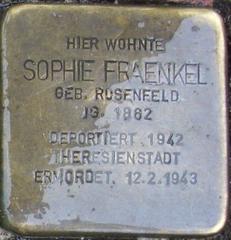 HIER WOHNTE
SOPHIE FRAENKEL
GEB. ROSENFELD
JG. 1862
DEPORTIERT 1942
THERESIENSTADT
ERMORDET 12.2.1943